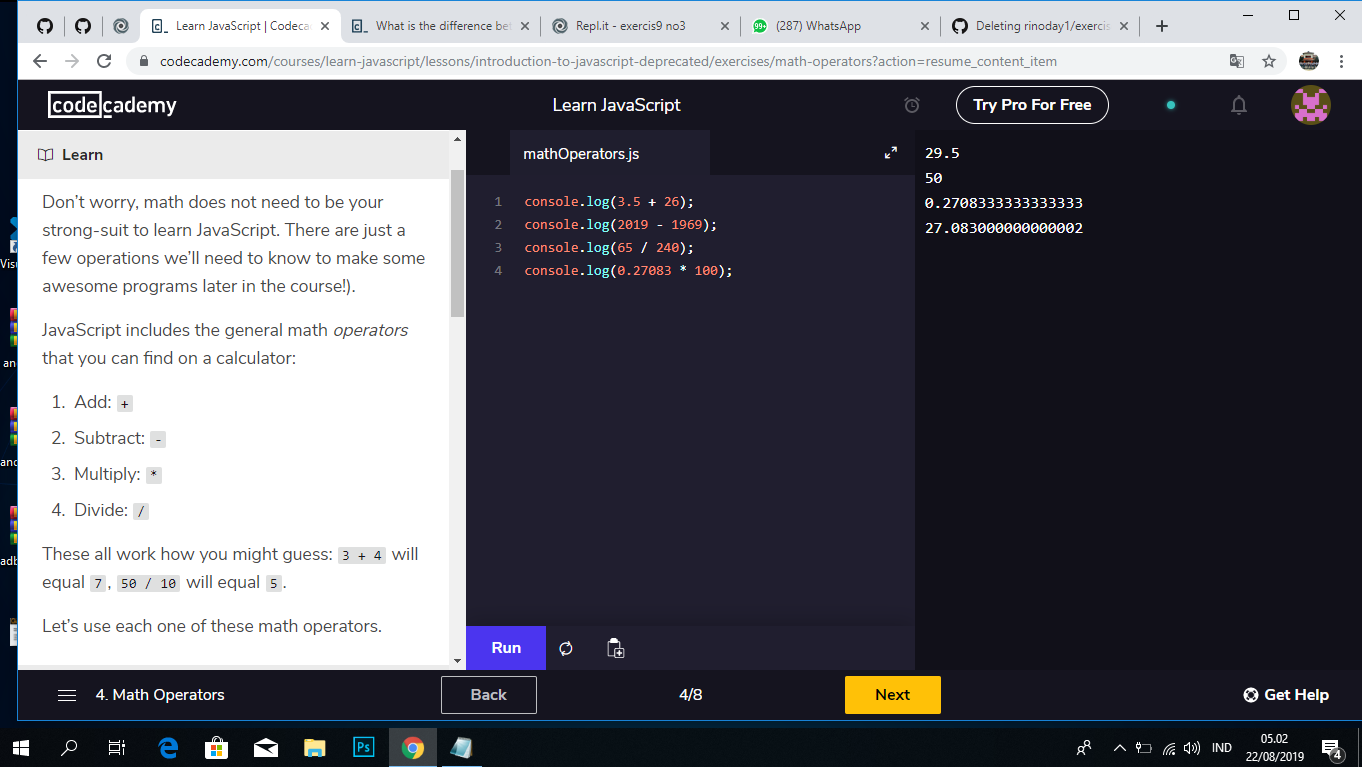 Learn JavaScript | Codeca
What is the difference bet
Repl.it - exercis9 no3
99+
(287) WhatsApp
Deleting rinoday1/exercis
codecademy.com/courses/learn-javascript/lessons/introduction-to-javascript-deprecated/exercises/math-operators?action=resume_content_item
codecademy
Learn JavaScript
Try Pro For Free
Learn
Don’t worry, math does not need to be your
strong-suit to learn JavaScript. There are just a
few operations we’ll need to know to make some
awesome programs later in the course!).
JavaScript includes the general math operators
that you can find on a calculator:
1. Add: +
2. Subtract: -
3. Multiply: *
4. Divide: /
These all work how you might guess: 3 + 4 will
equal 7, 50 / 10 will equal 5.
Let’s use each one of these math operators.
mathOperators.js
1 console.log(3.5 + 26);
2 console.log(2019 - 1969);
3 console.log(65 / 240);
4 console.log(0.27083 * 100);
29.5
50
0.2708333333333333
27.083000000000002
Run
4. Math Operators
Back
4/8
Next
Get Help
Visu
an
and
adb
Ps
IND
05.02
22/08/2019
4